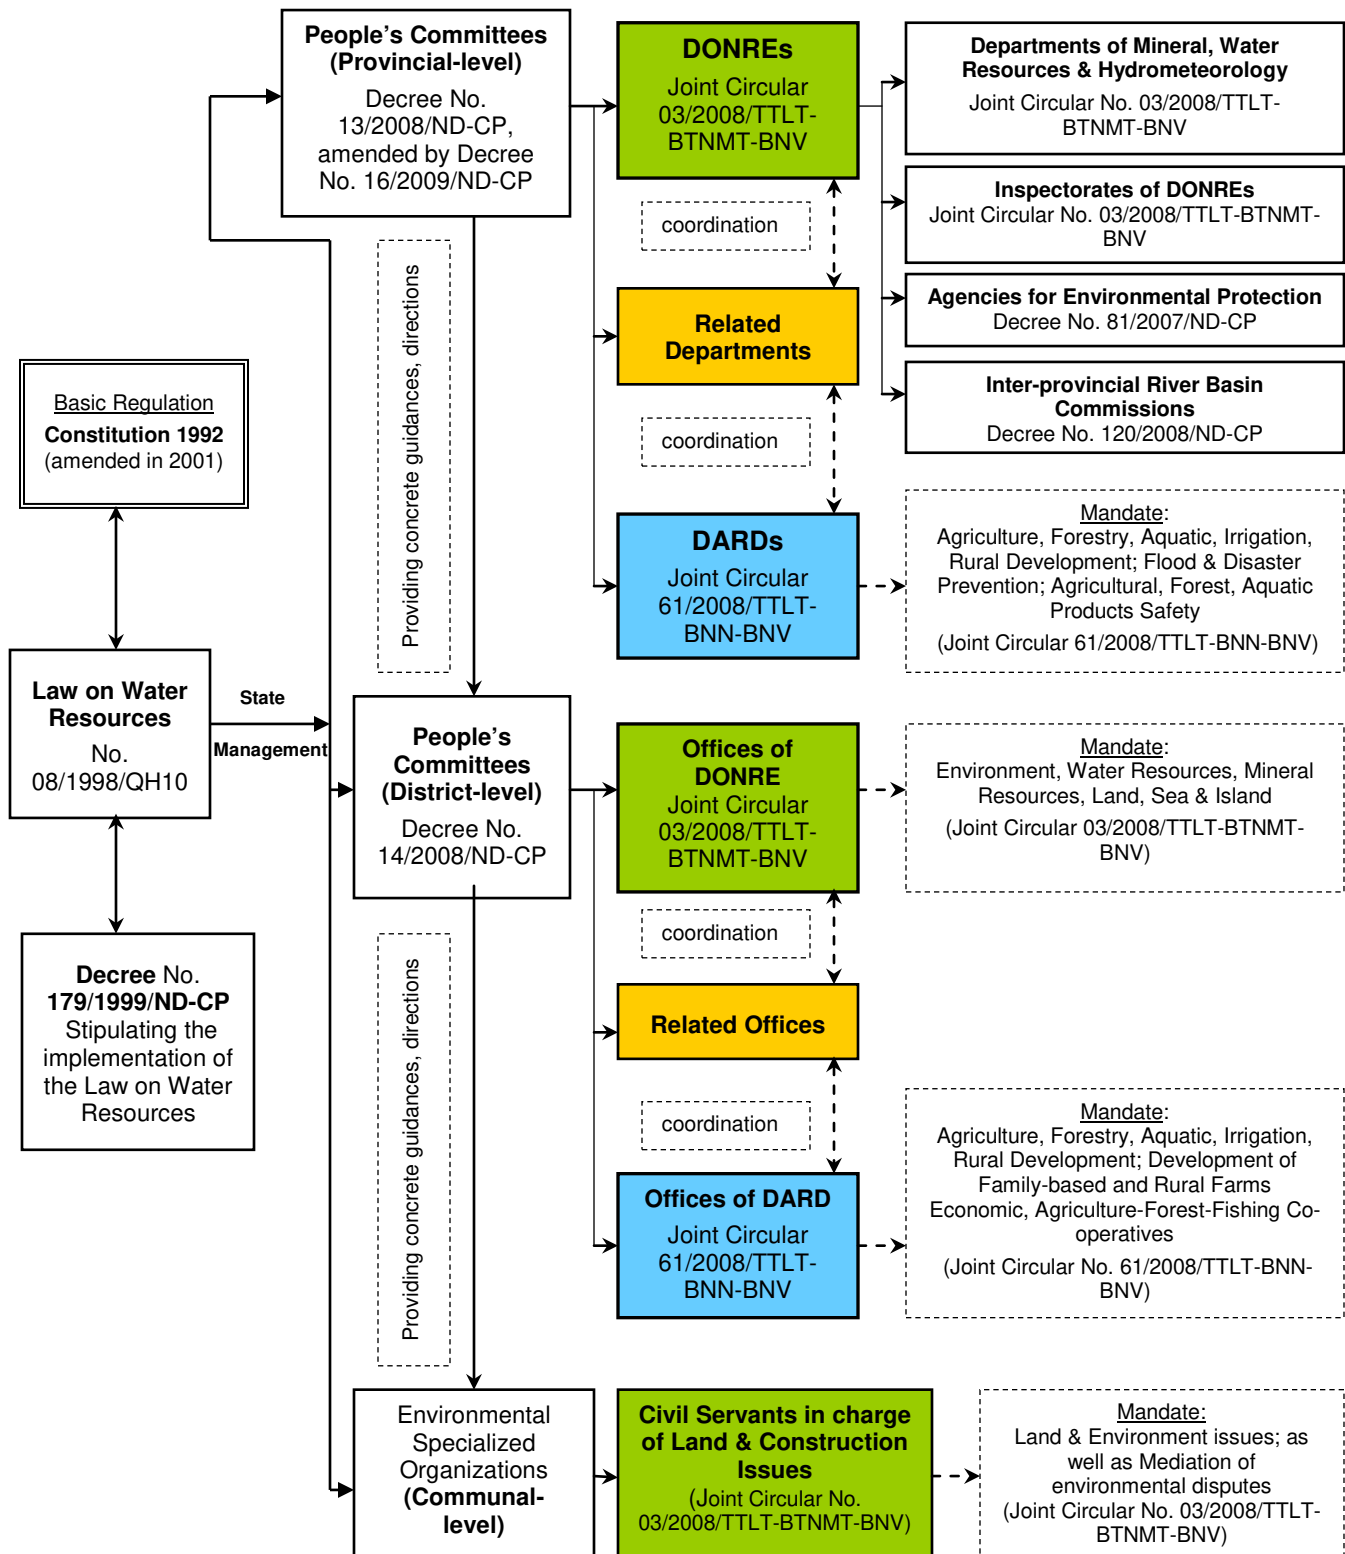 People's Committees
(Provincial-level)
Decree No.
13/2008/ND-CP,
amended by Decree
No. 16/2009/ND-CP
DONREs
Joint Circular
03/2008/TTLT-
BTNMT-BNV
Departments of Mineral, Water
Resources & Hydrometeorology
Joint Circular No. 03/2008/TTLT-
BTNMT-BNV
Inspectorates of DONREs
Joint Circular No. 03/2008/TTLT-BTNMT-
BNV
Agencies for Environmental Protection
Decree No. 81/2007/ND-CP
Inter-provincial River Basin
Commissions
Decree No. 120/2008/ND-CP
coordination
Related
Departments
coordination
Providing concrete guidances, directions
DARDs
Joint Circular
61/2008/TTLT-
BNN-BNV
Mandate:
Agriculture, Forestry, Aquatic, Irrigation,
Rural Development; Flood & Disaster
Prevention; Agricultural, Forest, Aquatic
Products Safety
(Joint Circular 61/2008/TTLT-BNN-BNV)
Basic Regulation
Constitution 1992
(amended in 2001)
Law on Water
Resources
No.
08/1998/QH10
State
Management
Decree No.
179/1999/ND-CP
Stipulating the
implementation of
the Law on Water
Resources
People's
Committees
(District-level)
Decree No.
14/2008/ND-CP
Offices of
DONRE
Joint Circular
03/2008/TTLT-
BTNMT-BNV
Mandate:
Environment, Water Resources, Mineral
Resources, Land, Sea & Island
(Joint Circular 03/2008/TTLT-BTNMT-
BNV)
coordination
Related Offices
coordination
Providing concrete guidances, directions
Offices of DARD
Joint Circular
61/2008/TTLT-
BNN-BNV
Mandate:
Agriculture, Forestry, Aquatic, Irrigation,
Rural Development; Development of
Family-based and Rural Farms
Economic, Agriculture-Forest-Fishing Co-
operatives
(Joint Circular No. 61/2008/TTLT-BNN-
BNV)
Environmental
Specialized
Organizations
(Communal-
level)
Civil Servants in charge
of Land & Construction
Issues
(Joint Circular No.
03/2008/TTLT-BTNMT-BNV)
Mandate:
Land & Environment issues; as
well as Mediation of
environmental disputes
(Joint Circular No. 03/2008/TTLT-
BTNMT-BNV)